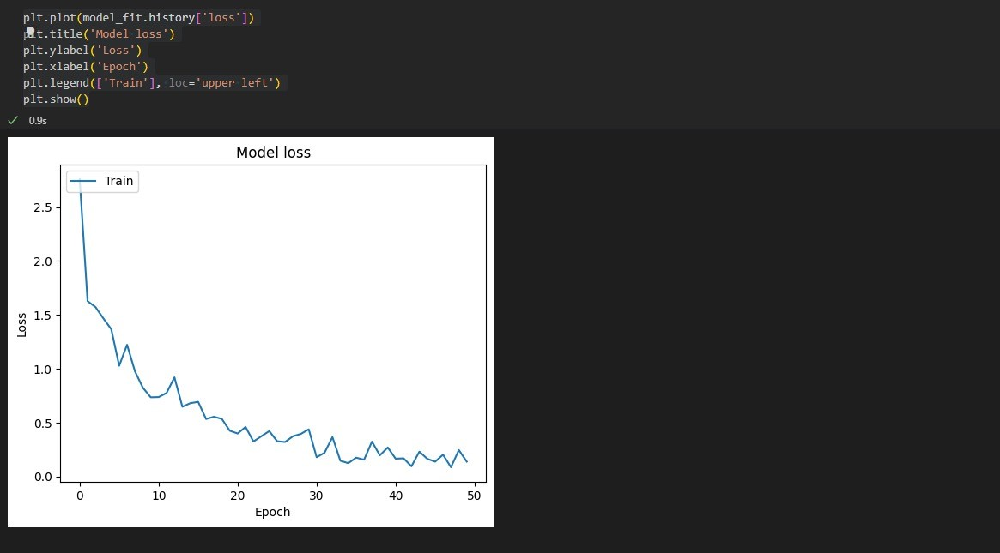 plt.plot(model_fit.history['loss'])
plt.title('Model loss')
plt.ylabel('Loss')
plt.xlabel('Epoch')
plt.legend(['Train'], loc='upper left')
plt.show()
0.9s
Model loss
Train
2.5
2.0
1.5
1.0
0.5
0.0
Loss
0 10 20 30 40 50
Epoch